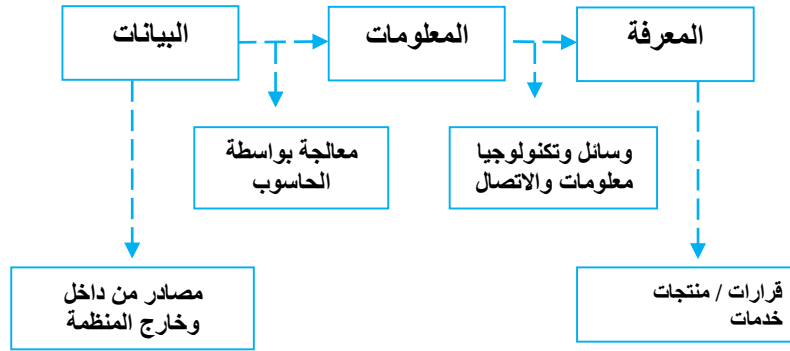 البيانات
المعلومات
المعرفة
معالجة بواسطة
الحاسوب
وسائل وتكنولوجيا
معلومات والاتصال
مصادر من داخل
وخارج المنظمة
قرارات / منتجات
خدمات